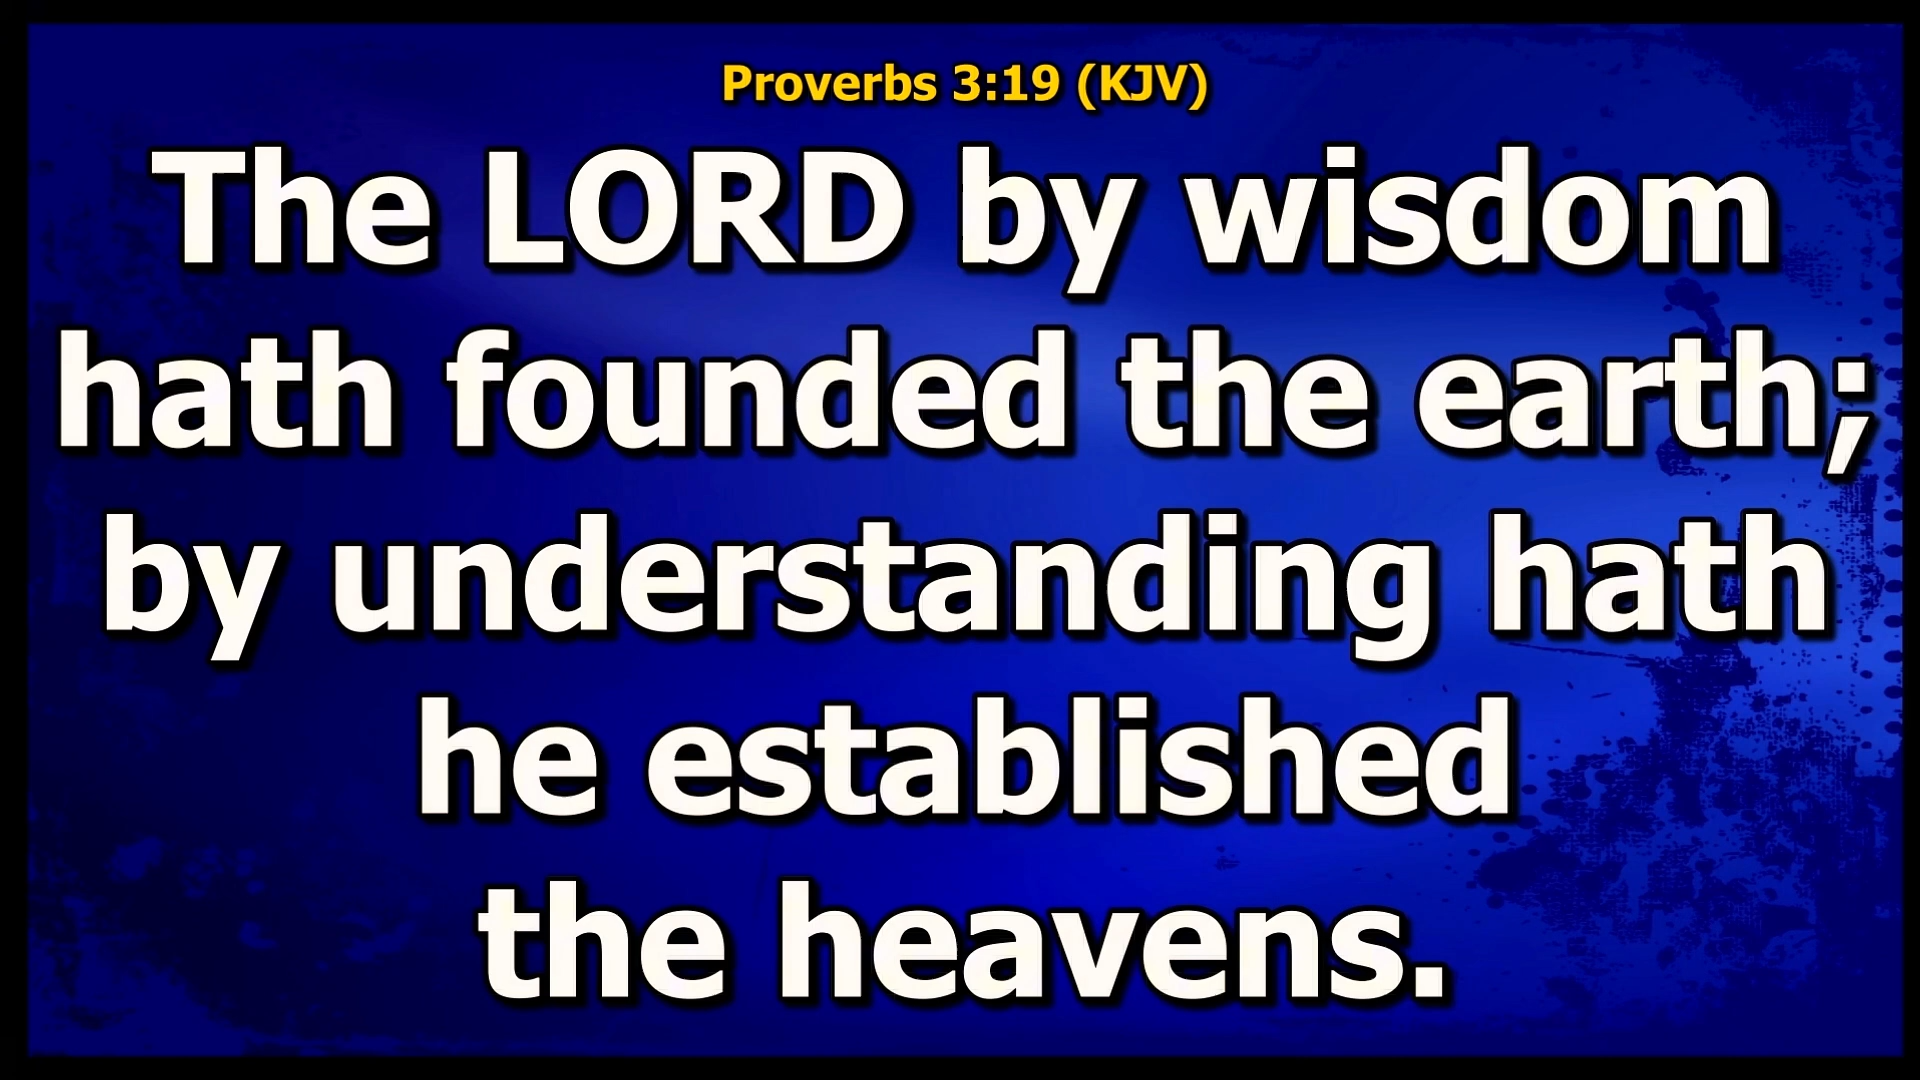 Proverbs 3:19 (KJV)
The LORD by wisdom
hath founded the earth;
by understanding hath
he established
the heavens.